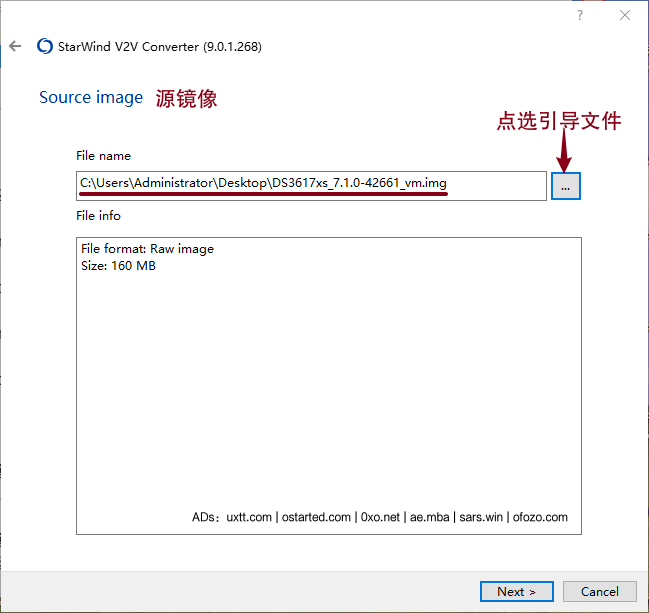 ?
StarWind V2V Converter (9.0.1.268)
Source image 源镜像
点选引导文件
File name
C:\Users\Administrator\Desktop\DS3617xs_7.1.0-42661_vm.img
...
File info
File format: Raw image
Size: 160 MB
ADs： uxtt.com | ostarted.com | 0xo.net | ae.mba | sars.win | ofozo.com
Next >
Cancel